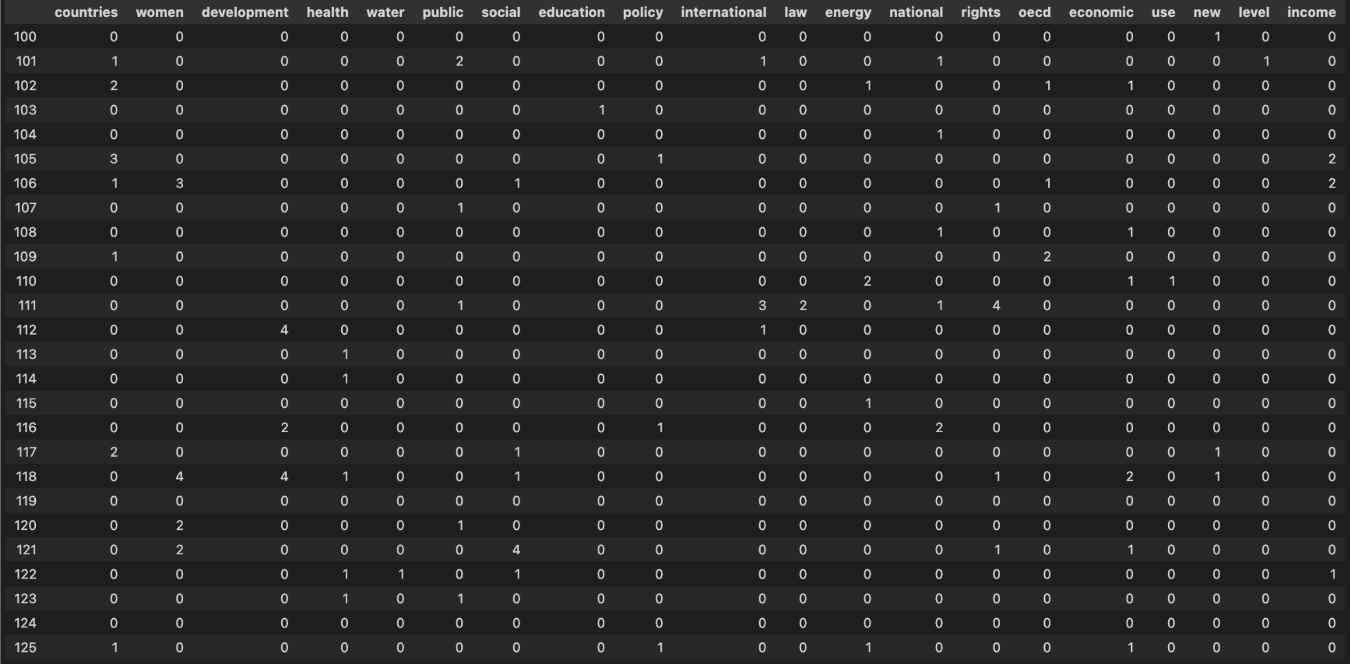 countries women development health water public social education policy international law energy national rights oecd economic use new level income
100 0 0 0 0 0 0 0 0 0 0 0 0 0 0 0 0 0 1 0 0
101 1 0 0 0 0 2 0 0 0 1 0 0 1 0 0 0 0 0 1 0
102 2 0 0 0 0 0 0 0 0 0 0 1 0 0 1 1 0 0 0 0
103 0 0 0 0 0 0 0 1 0 0 0 0 0 0 0 0 0 0 0 0
104 0 0 0 0 0 0 0 0 0 0 0 0 1 0 0 0 0 0 0 0
105 3 0 0 0 0 0 0 0 1 0 0 0 0 0 0 0 0 0 0 2
106 1 3 0 0 0 0 1 0 0 0 0 0 0 0 1 0 0 0 0 2
107 0 0 0 0 0 1 0 0 0 0 0 0 0 1 0 0 0 0 0 0
108 0 0 0 0 0 0 0 0 0 0 0 0 1 0 0 1 0 0 0 0
109 1 0 0 0 0 0 0 0 0 0 0 0 0 0 2 0 0 0 0 0
110 0 0 0 0 0 0 0 0 0 0 0 2 0 0 0 1 1 0 0 0
111 0 0 0 0 0 1 0 0 0 3 2 0 1 4 0 0 0 0 0 0
112 0 0 4 0 0 0 0 0 0 1 0 0 0 0 0 0 0 0 0 0
113 0 0 0 1 0 0 0 0 0 0 0 0 0 0 0 0 0 0 0 0
114 0 0 0 1 0 0 0 0 0 0 0 0 0 0 0 0 0 0 0 0
115 0 0 0 0 0 0 0 0 0 0 0 1 0 0 0 0 0 0 0 0
116 0 0 2 0 0 0 0 0 1 0 0 0 2 0 0 0 0 0 0 0
117 2 0 0 0 0 0 1 0 0 0 0 0 0 0 0 0 0 1 0 0
118 0 4 4 1 0 0 1 0 0 0 0 0 0 1 0 2 0 1 0 0
119 0 0 0 0 0 0 0 0 0 0 0 0 0 0 0 0 0 0 0 0
120 0 2 0 0 0 1 0 0 0 0 0 0 0 0 0 0 0 0 0 0
121 0 2 0 0 0 0 4 0 0 0 0 0 0 1 0 1 0 0 0 0
122 0 0 0 1 1 0 1 0 0 0 0 0 0 0 0 0 0 0 0 1
123 0 0 0 1 0 1 0 0 0 0 0 0 0 0 0 0 0 0 0 0
124 0 0 0 0 0 0 0 0 0 0 0 0 0 0 0 0 0 0 0 0
125 1 0 0 0 0 0 0 0 1 0 0 1 0 0 0 1 0 0 0 0